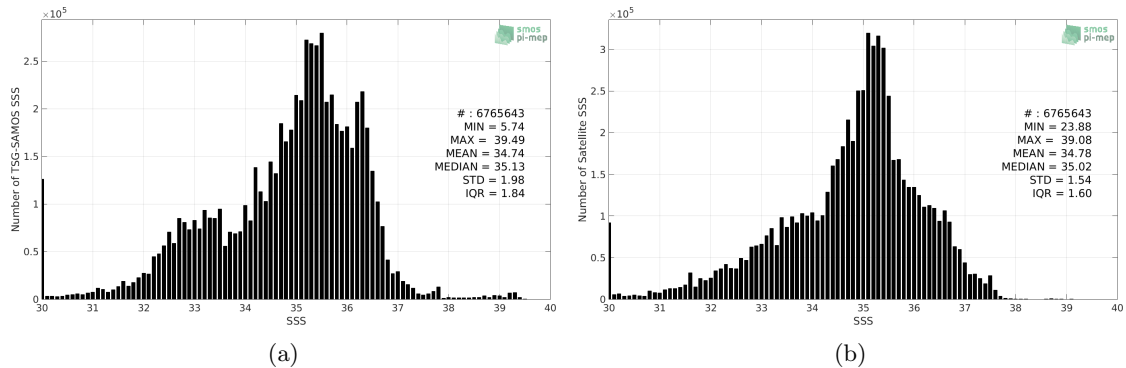 ×10^5
smos
pi-mep
Number of TSG-SAMOS SSS
2.5
2
1.5
1
0.5
0
# : 6765643
MIN = 5.74
MAX = 39.49
MEAN = 34.74
MEDIAN = 35.13
STD = 1.98
IQR = 1.84
30 31 32 33 34 35 36 37 38 39 40
SSS
(a)
×10^5
smos
pi-mep
Number of Satellite SSS
3
2.5
2
1.5
1
0.5
0
# : 6765643
MIN = 23.88
MAX = 39.08
MEAN = 34.78
MEDIAN = 35.02
STD = 1.54
IQR = 1.60
30 31 32 33 34 35 36 37 38 39 40
SSS
(b)